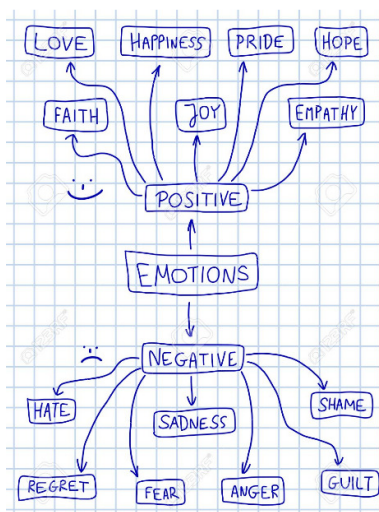 LOVE
HAPPINESS
PRIDE
HOPE
FAITH
JOY
EMPATHY
POSITIVE
EMOTIONS
NEGATIVE
HATE
SADNESS
SHAME
REGRET
FEAR
ANGER
GUILT